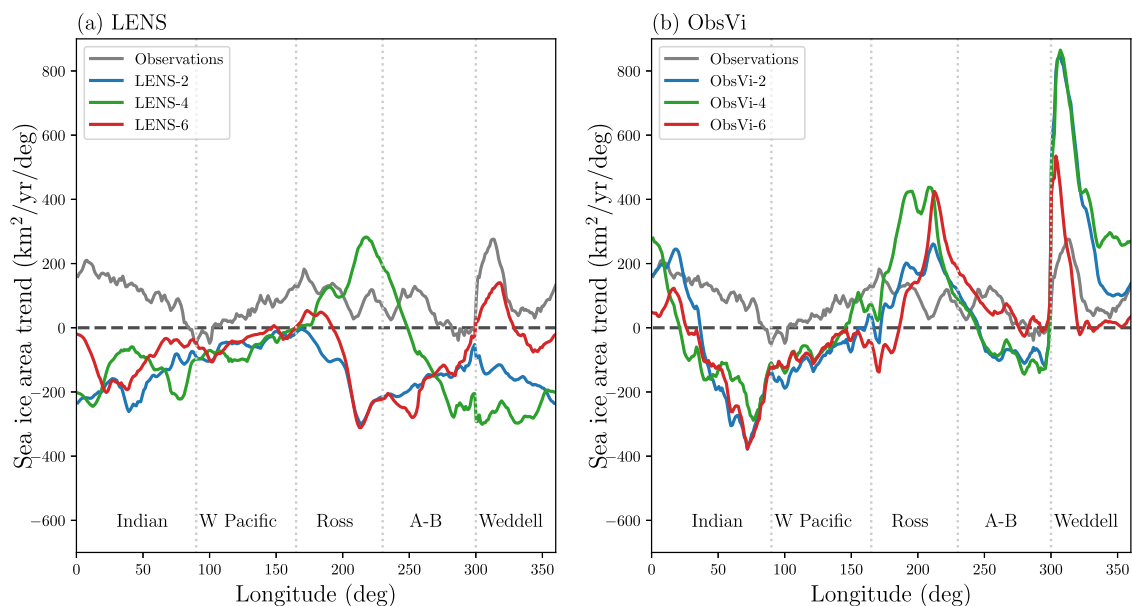 (a) LENS
Sea ice area trend (km²/yr/deg)
800
600
400
200
0
−200
−400
−600
Observations
LENS-2
LENS-4
LENS-6
Indian
W Pacific
Ross
A-B
Weddell
0
50
100
150
200
250
300
350
Longitude (deg)
(b) ObsVi
Sea ice area trend (km²/yr/deg)
800
600
400
200
0
−200
−400
−600
Observations
ObsVi-2
ObsVi-4
ObsVi-6
Indian
W Pacific
Ross
A-B
Weddell
0
50
100
150
200
250
300
350
Longitude (deg)